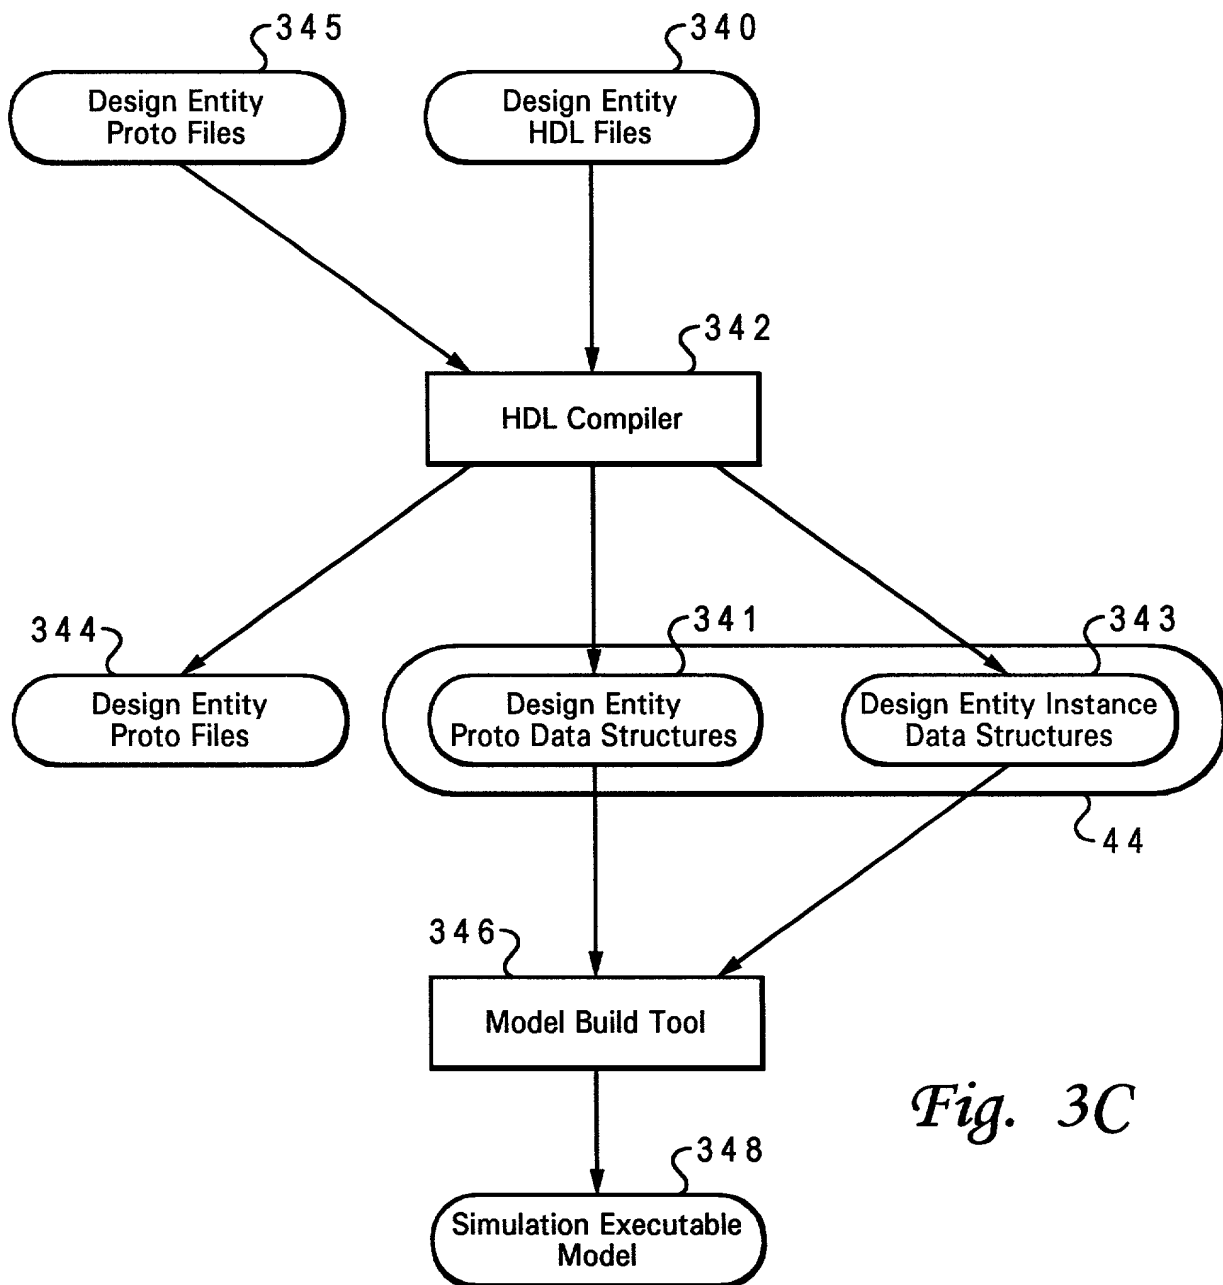 345
340
Design Entity
Proto Files
Design Entity
HDL Files
342
HDL Compiler
344
341
343
Design Entity
Proto Files
Design Entity
Proto Data Structures
Design Entity Instance
Data Structures
44
346
Model Build Tool
Fig. 3C
348
Simulation Executable
Model